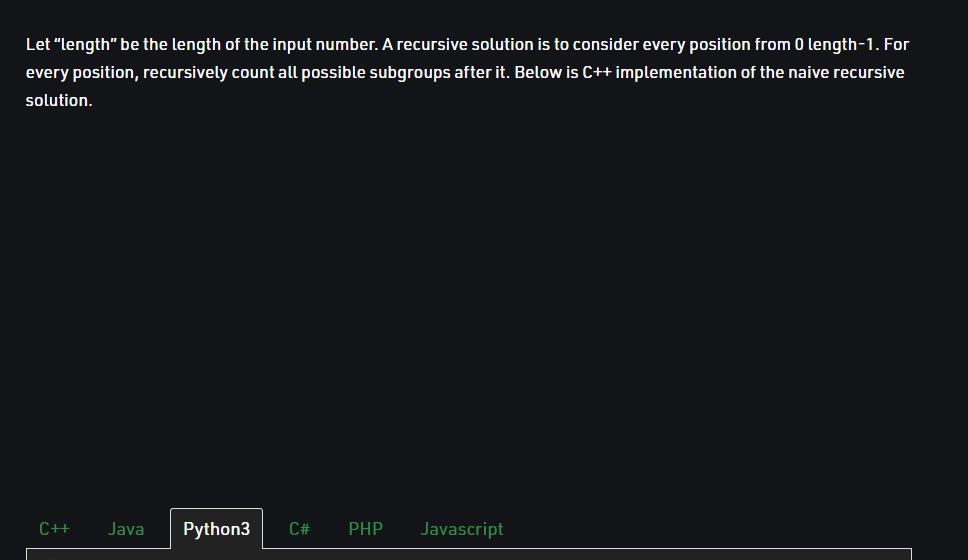 Let “length” be the length of the input number. A recursive solution is to consider every position from 0 length-1. For
every position, recursively count all possible subgroups after it. Below is C++ implementation of the naive recursive
solution.
C++ Java Python3 C# PHP Javascript